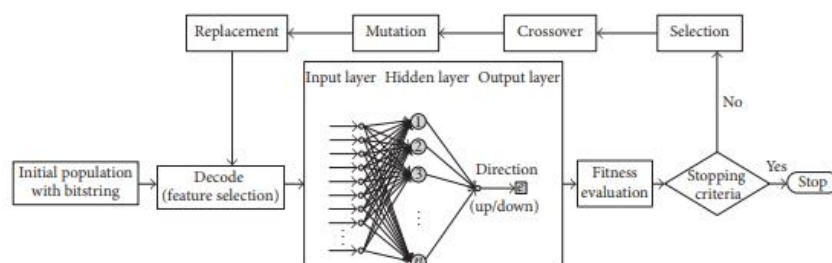 Replacement
Mutation
Crossover
Selection
Input layer Hidden layer Output layer
No
1
2
3
Initial population
with bitstring
Decode
(feature selection)
Direction
(up/down)
Fitness
evaluation
Stopping
criteria
Yes
Stop